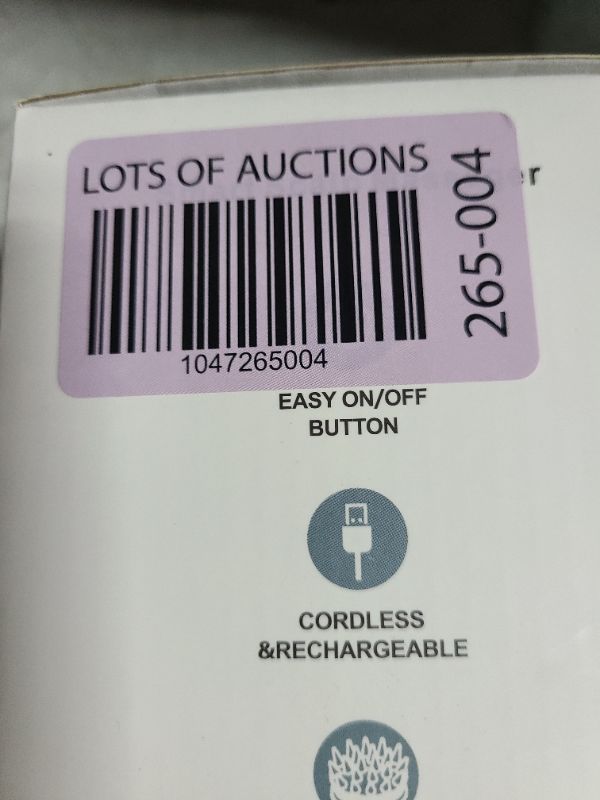 LOTS OF AUCTIONS
1047265004
265-004
EASY ON/OFF
BUTTON
CORDLESS
&RECHARGEABLE